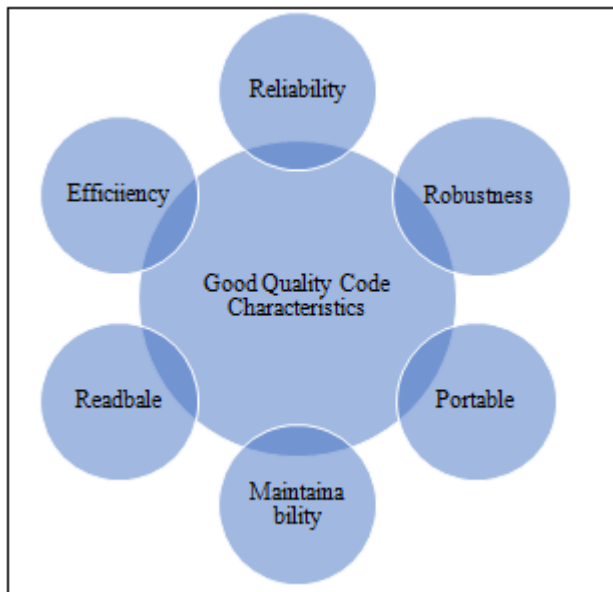 Reliability
Efficiiency
Robustness
Good Quality Code
Characteristics
Readbale
Portable
Maintaina
bility